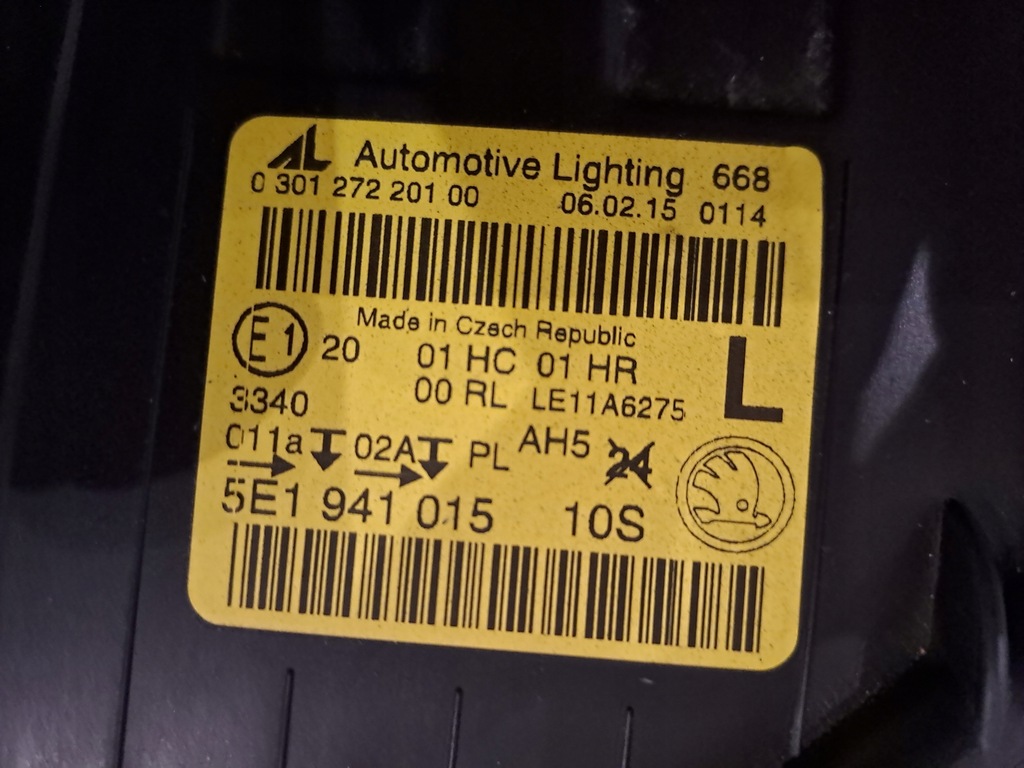 AL Automotive Lighting 668
0 301 272 201 00 06.02.15 0114
Made in Czech Republic
E1 20 01 HC 01 HR L
3340 00 RL LE11A6275
011a 02A PL AH5 24
5E1 941 015 10S